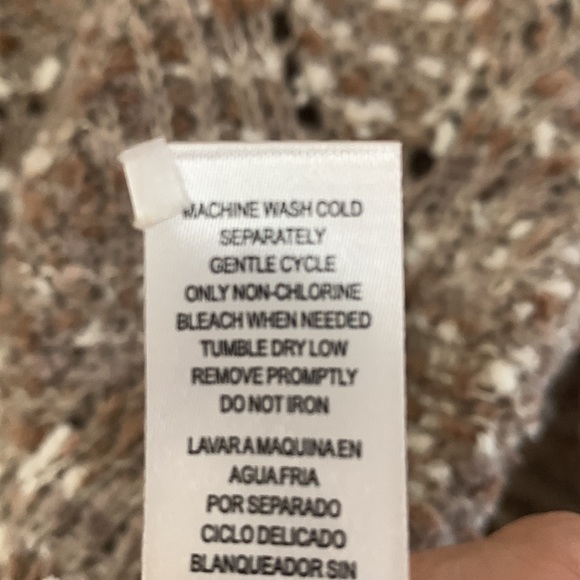 MACHINE WASH COLD
SEPARATELY
GENTLE CYCLE
ONLY NON-CHLORINE
BLEACH WHEN NEEDED
TUMBLE DRY LOW
REMOVE PROMPTLY
DO NOT IRON
LAVAR A MAQUINA EN
AGUA FRIA
POR SEPARADO
CICLO DELICADO
BLANQUEADOR SIN